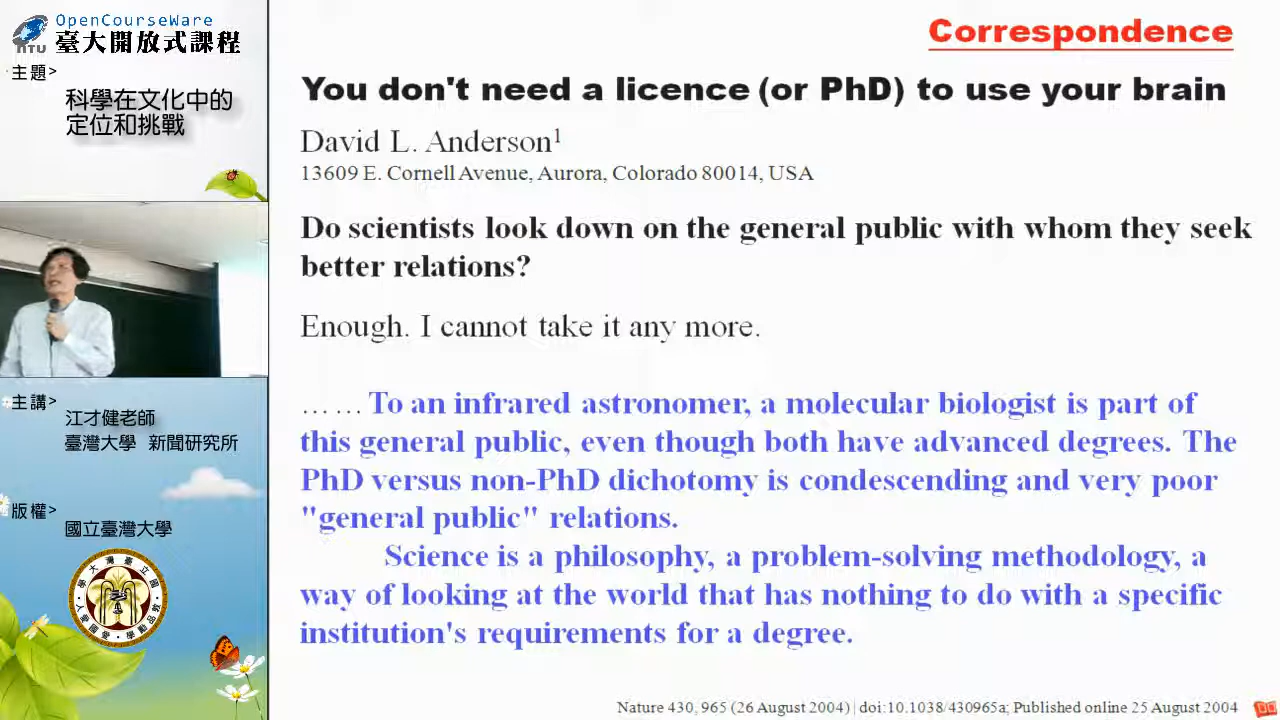 OpenCourseWare
NTU
臺大開放式課程
主題>
科學在文化中的
定位和挑戰
主講>
江才健老師
臺灣大學 新聞研究所
版權>
國立臺灣大學
Correspondence
You don't need a licence (or PhD) to use your brain
David L. Anderson¹
13609 E. Cornell Avenue, Aurora, Colorado 80014, USA
Do scientists look down on the general public with whom they seek
better relations?
Enough. I cannot take it any more.
……To an infrared astronomer, a molecular biologist is part of
this general public, even though both have advanced degrees. The
PhD versus non-PhD dichotomy is condescending and very poor
"general public" relations.
Science is a philosophy, a problem-solving methodology, a
way of looking at the world that has nothing to do with a specific
institution's requirements for a degree.
Nature 430, 965 (26 August 2004) | doi:10.1038/430965a; Published online 25 August 2004